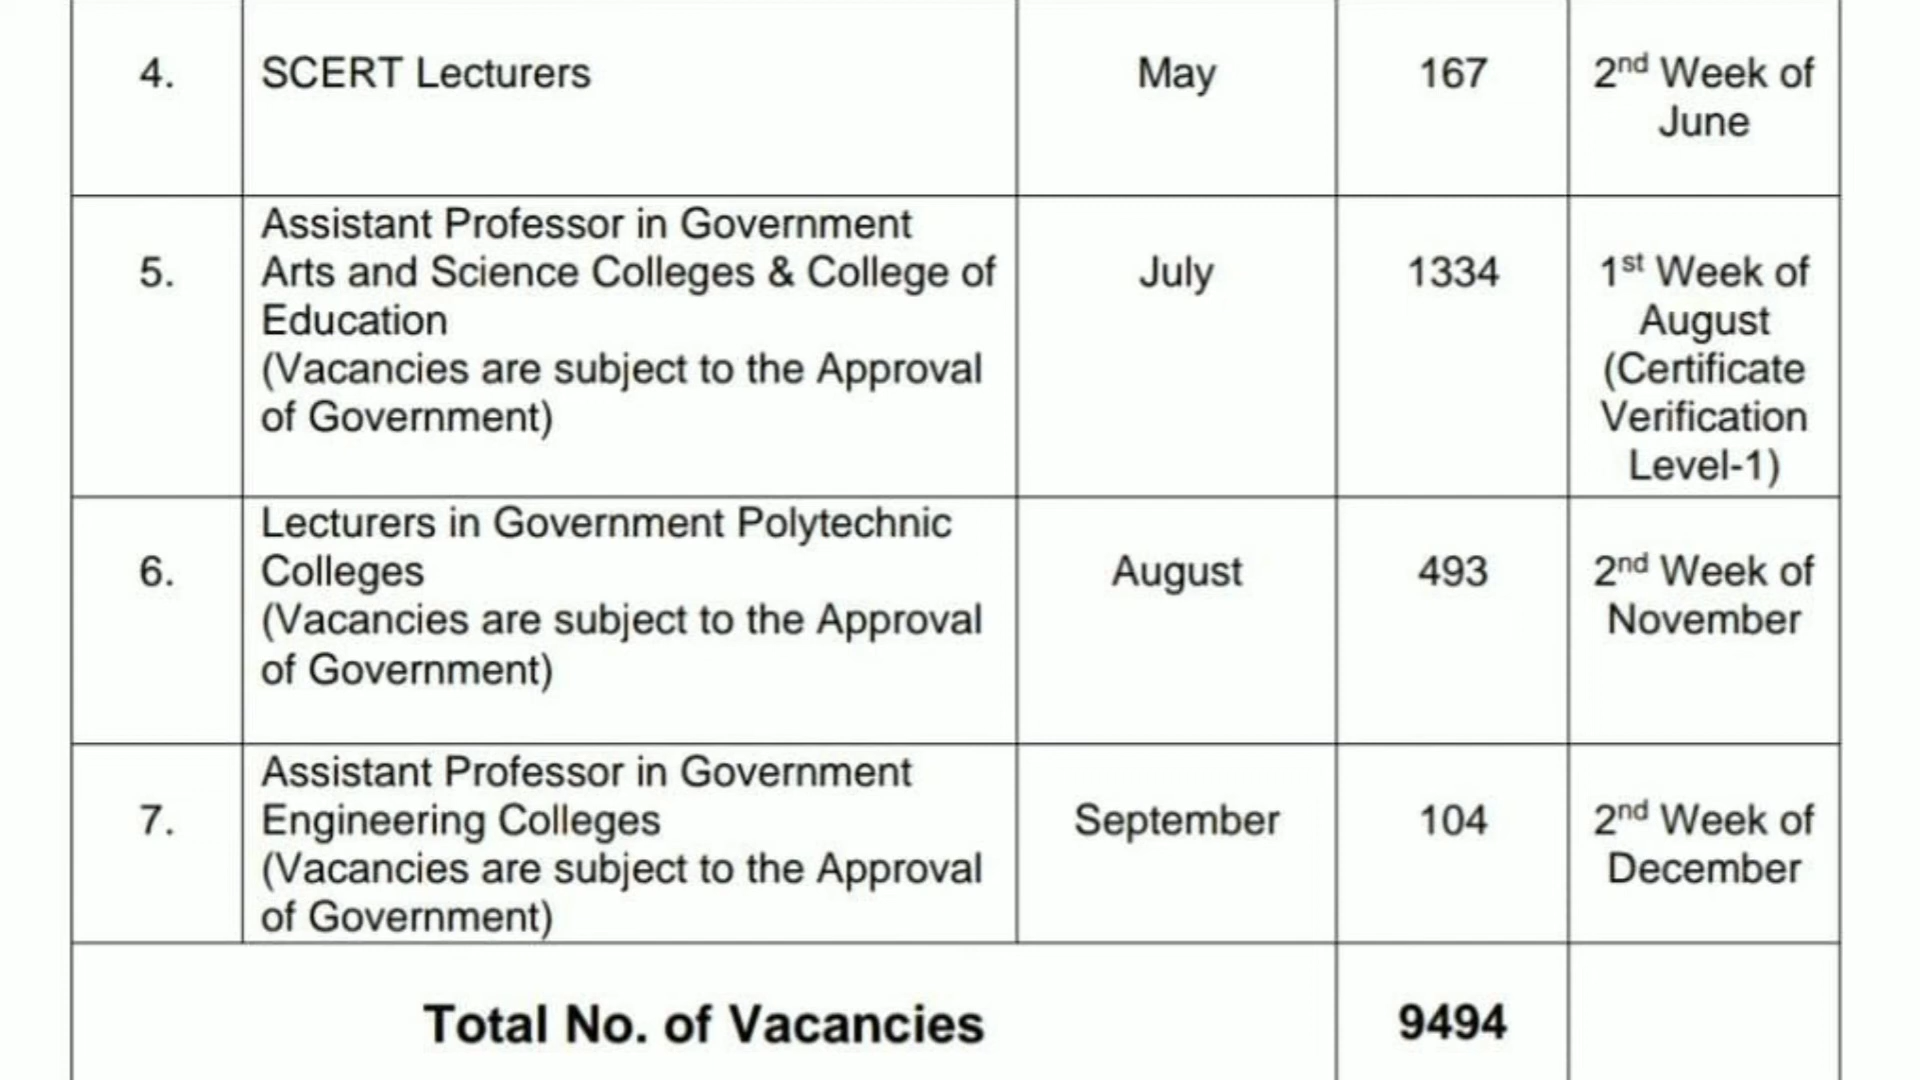 4.
SCERT Lecturers
May
167
2nd Week of
June
5.
Assistant Professor in Government
Arts and Science Colleges & College of
Education
(Vacancies are subject to the Approval
of Government)
July
1334
1st Week of
August
(Certificate
Verification
Level-1)
6.
Lecturers in Government Polytechnic
Colleges
(Vacancies are subject to the Approval
of Government)
August
493
2nd Week of
November
7.
Assistant Professor in Government
Engineering Colleges
(Vacancies are subject to the Approval
of Government)
September
104
2nd Week of
December
Total No. of Vacancies
9494